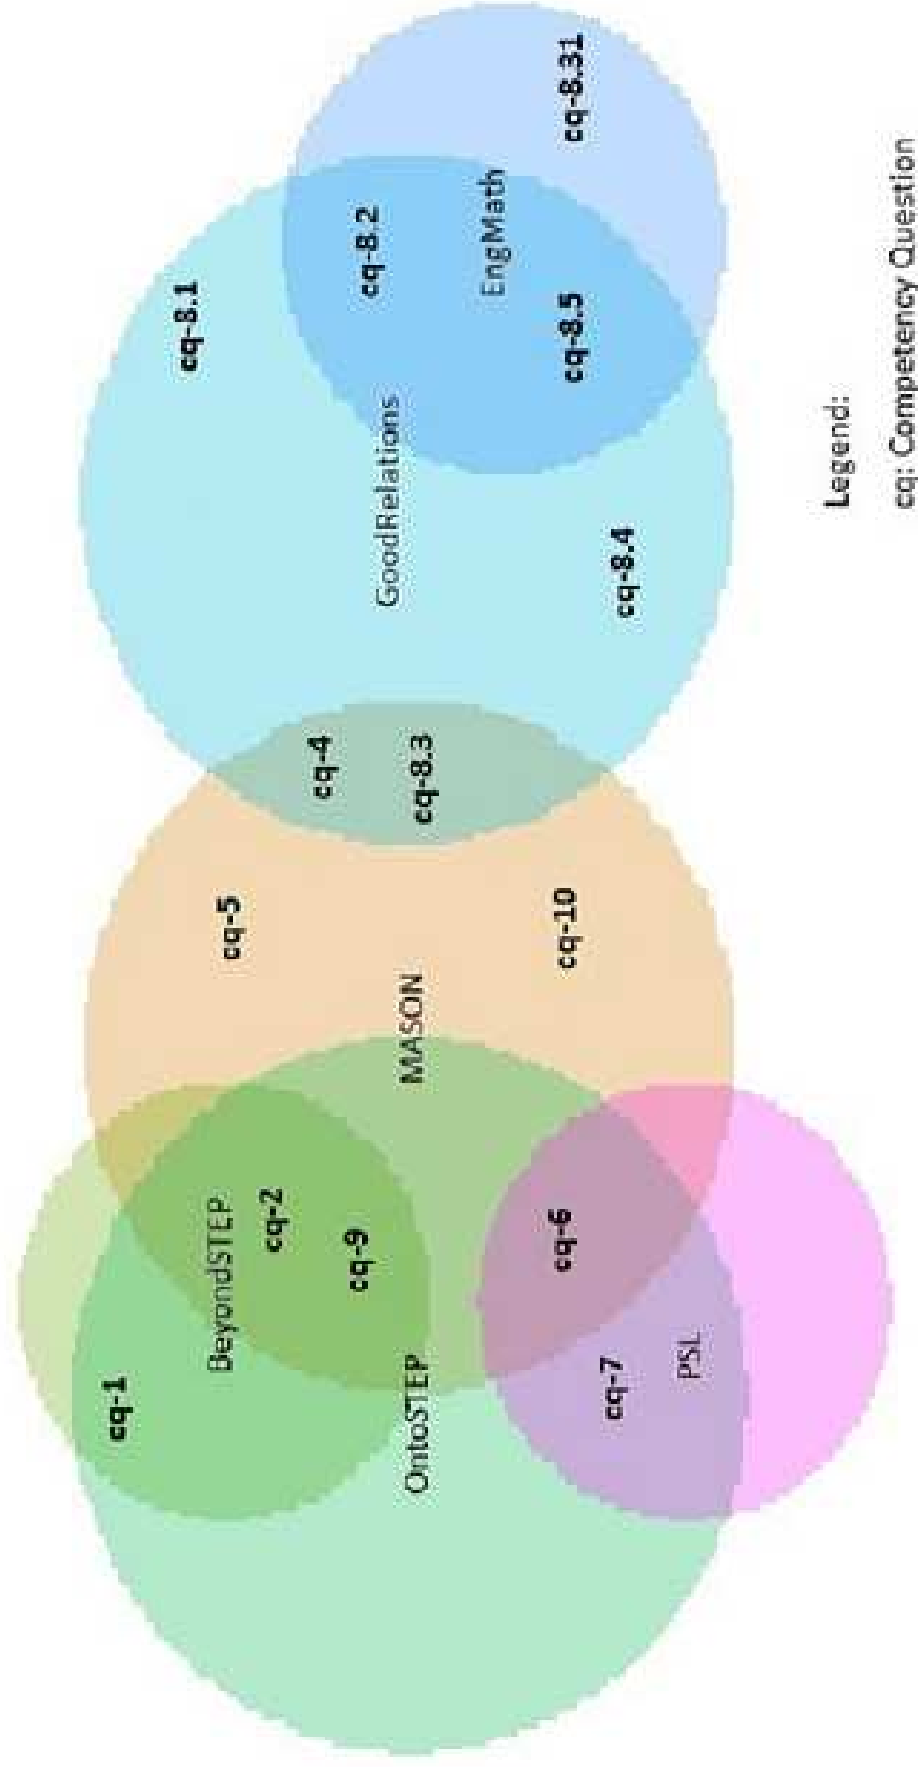 cq-1
BeyondSTEP
cq-2
cq-9
OntoSTEP
cq-7
PSL
cq-6
cq-5
MASON
cq-10
cq-4
cq-8.3
GoodRelations
cq-8.4
cq-8.1
cq-8.2
EngMath
cq-8.5
cq-8.31
Legend:
cq: Competency Question